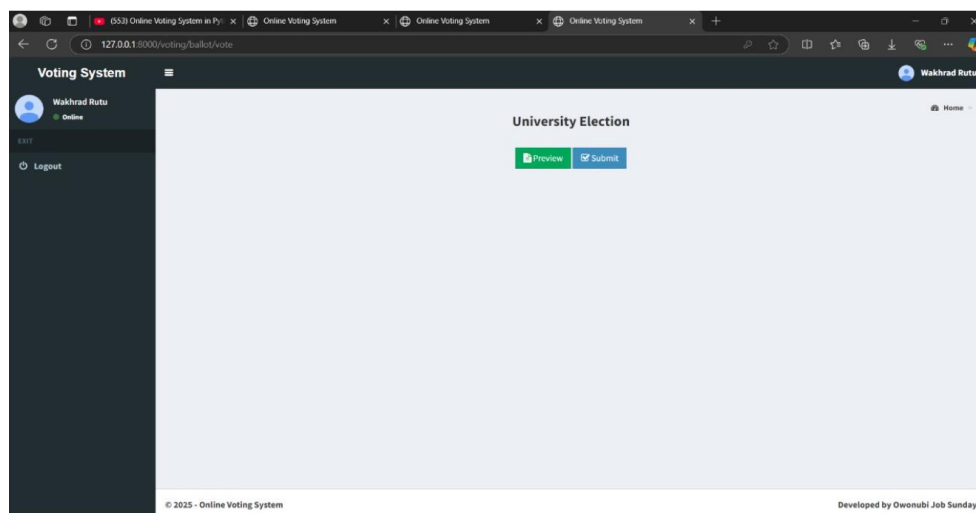 (553) Online Voting System in Pyt
Online Voting System
Online Voting System
Online Voting System
127.0.0.1:8000/voting/ballot/vote
Voting System
Wakhrad Rutu
Wakhrad Rutu
Online
Home
EXIT
Logout
University Election
Preview
Submit
© 2025 - Online Voting System
Developed by Owonubi Job Sunday